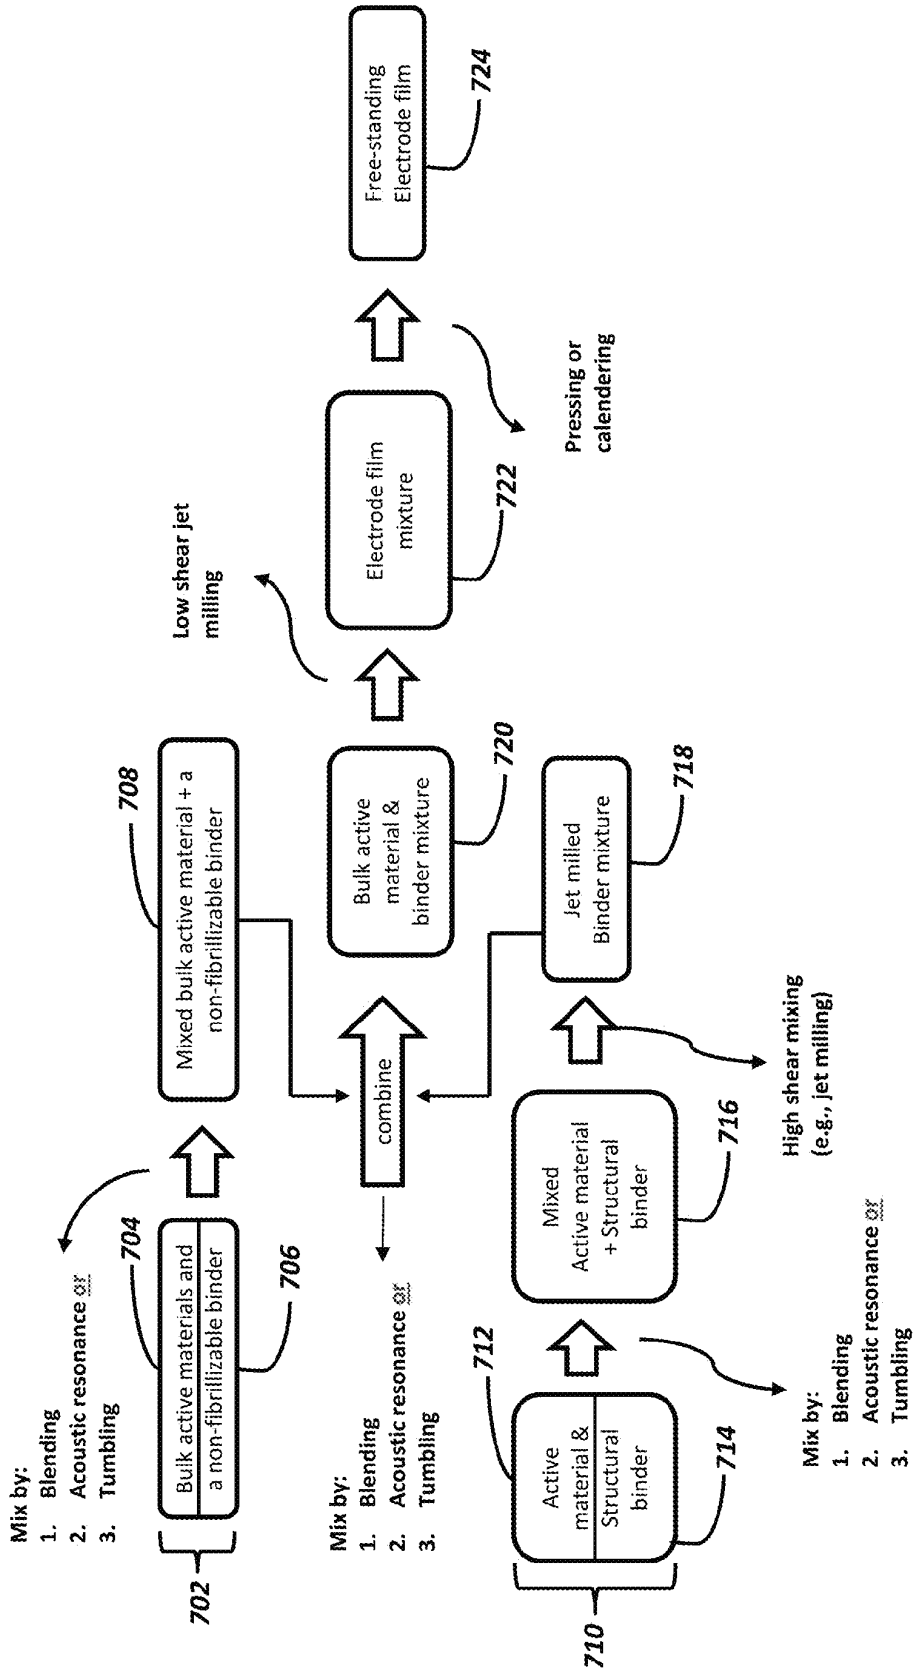 Mix by:
1. Blending
2. Acoustic resonance or
3. Tumbling
702
704
Bulk active materials and
a non-fibrillizable binder
706
708
Mixed bulk active material + a
non-fibrillizable binder
Mix by:
1. Blending
2. Acoustic resonance or
3. Tumbling
combine
Bulk active
material &
binder mixture
720
Low shear jet
milling
Electrode film
mixture
722
Pressing or
calendering
Free-standing
Electrode film
724
710
712
Active
material &
Structural
binder
714
Mix by:
1. Blending
2. Acoustic resonance or
3. Tumbling
Mixed
Active material
+ Structural
binder
716
High shear mixing
(e.g., jet milling)
Jet milled
Binder mixture
718